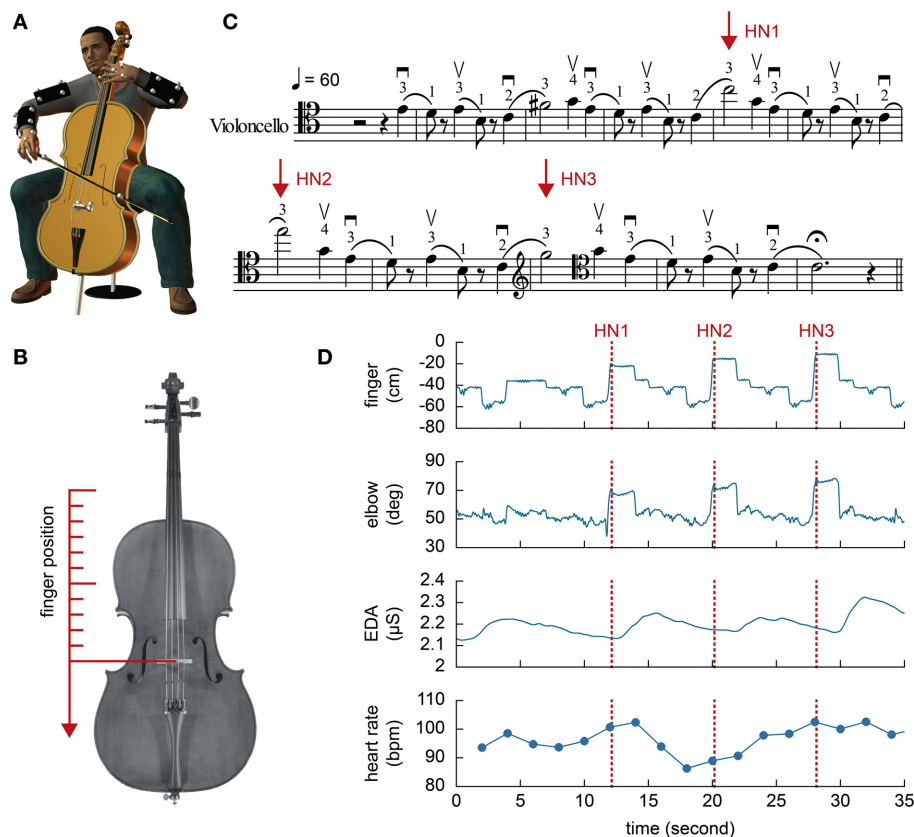 A
C
HN1
♩ = 60
3 1 3 1 2 3 4 3 1 3 1 2 3 4 3 1 3 1 2
Violoncello
HN2
HN3
3 4 3 1 3 1 2 3 4 3 1 3 1 2
B
finger position
D
HN1 HN2 HN3
finger
(cm)
0
-20
-40
-60
-80
elbow
(deg)
90
70
50
30
EDA
(µS)
2.4
2.3
2.2
2.1
2
heart rate
(bpm)
110
100
90
80
0 5 10 15 20 25 30 35
time (second)